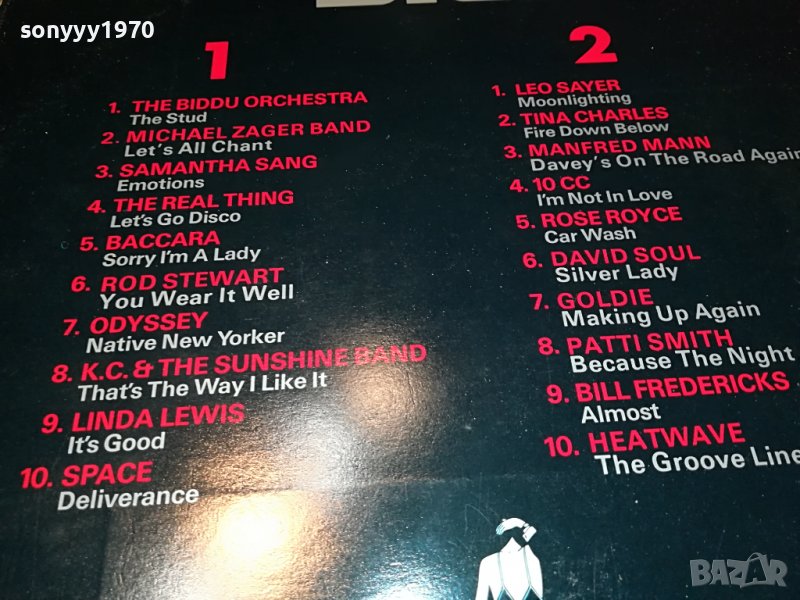 sonyyy1970
1
1. THE BIDDU ORCHESTRA
The Stud
2. MICHAEL ZAGER BAND
Let's All Chant
3. SAMANTHA SANG
Emotions
4. THE REAL THING
Let's Go Disco
5. BACCARA
Sorry I'm A Lady
6. ROD STEWART
You Wear It Well
7. ODYSSEY
Native New Yorker
8. K.C. & THE SUNSHINE BAND
That's The Way I Like It
9. LINDA LEWIS
It's Good
10. SPACE
Deliverance
2
1. LEO SAYER
Moonlighting
2. TINA CHARLES
Fire Down Below
3. MANFRED MANN
Davey's On The Road Again
4. 10 CC
I'm Not In Love
5. ROSE ROYCE
Car Wash
6. DAVID SOUL
Silver Lady
7. GOLDIE
Making Up Again
8. PATTI SMITH
Because The Night
9. BILL FREDERICKS
Almost
10. HEATWAVE
The Groove Line
BAZAR